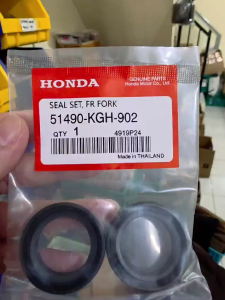 HONDA
GENUINE PARTS
Honda Motor Co., Ltd.
SEAL SET, FR FORK
51490-KGH-902
QTY 1 4919P24
Made in THAILAND